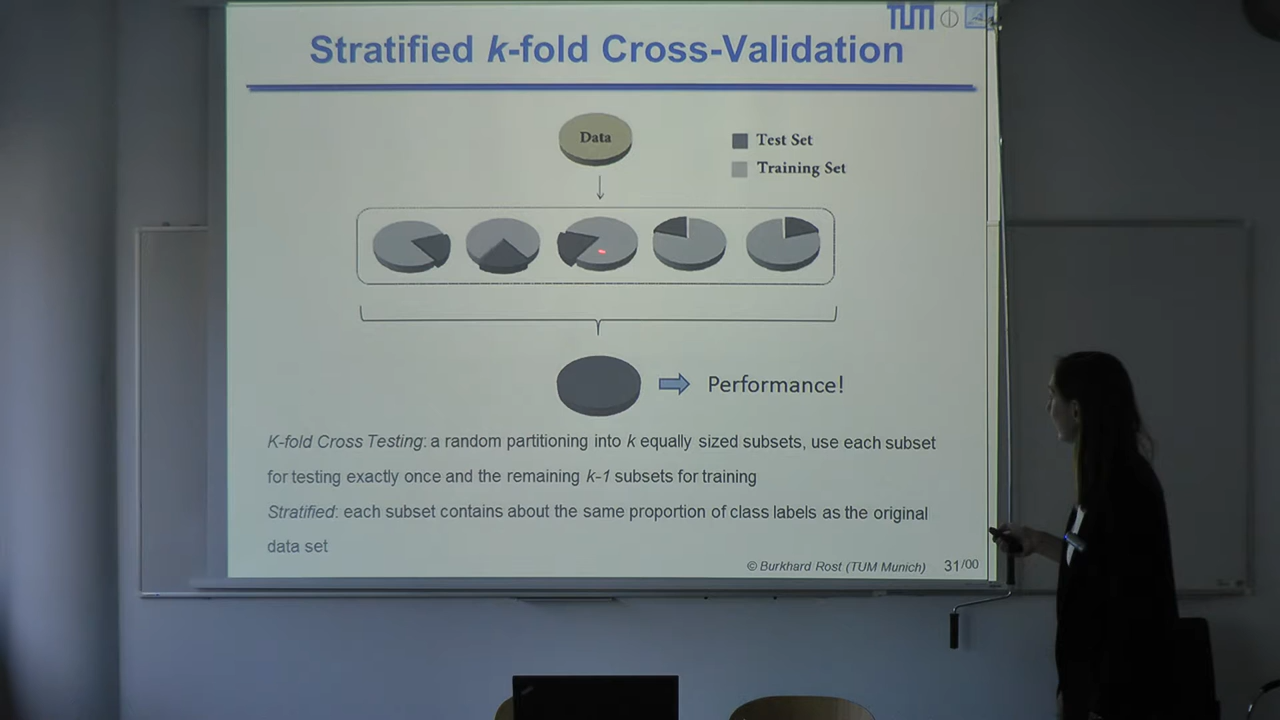 TUM
Stratified k-fold Cross-Validation
Data
Test Set
Training Set
Performance!
K-fold Cross Testing: a random partitioning into k equally sized subsets, use each subset
for testing exactly once and the remaining k-1 subsets for training
Stratified: each subset contains about the same proportion of class labels as the original
data set
© Burkhard Rost (TUM Munich) 31/00